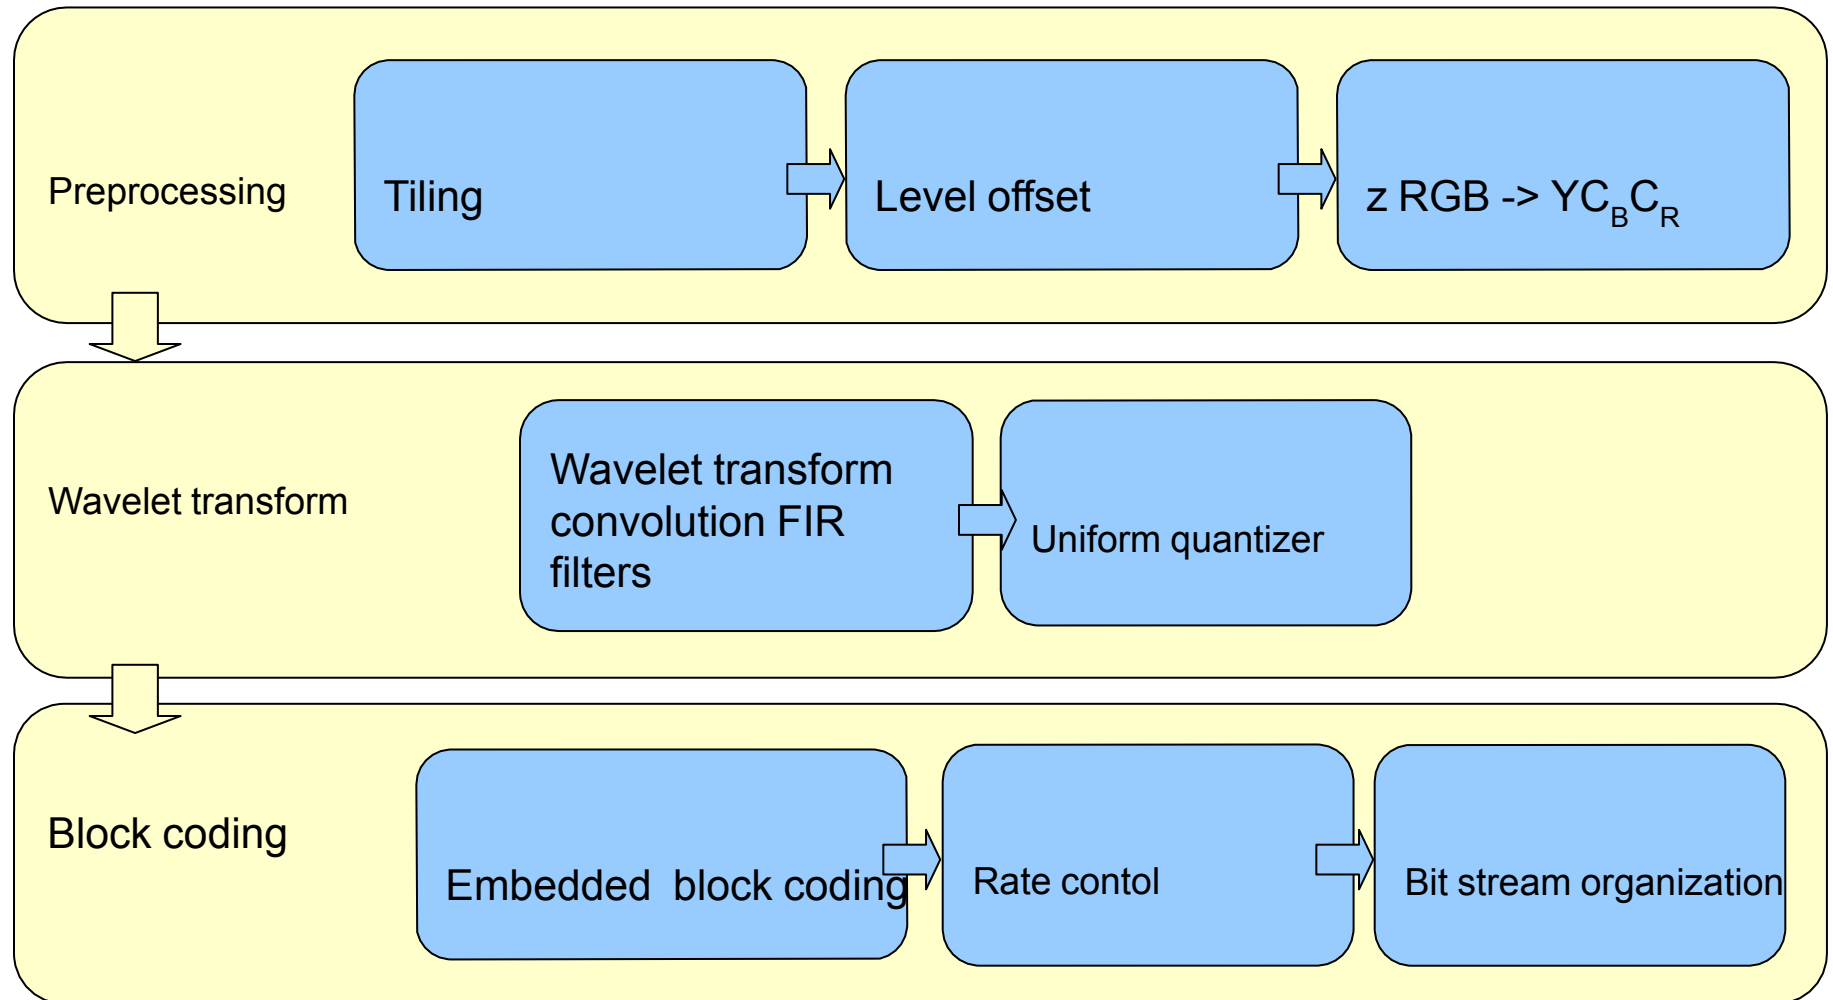 Preprocessing
Tiling
Level offset
z RGB -> YCBCR
Wavelet transform
Wavelet transform
convolution FIR
filters
Uniform quantizer
Block coding
Embedded  block coding
Rate contol
Bit stream organization